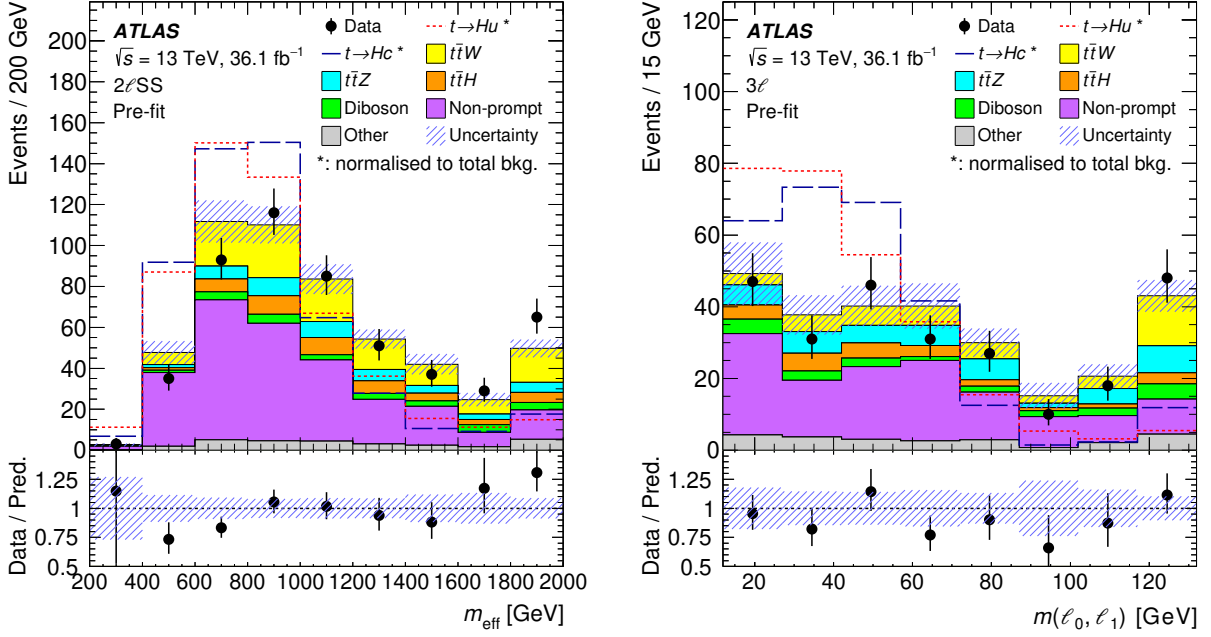 Events / 200 GeV
ATLAS
√s = 13 TeV, 36.1 fb⁻¹
2ℓSS
Pre-fit
Data
t→Hu *
t→Hc *
tt̄W
tt̄Z
tt̄H
Diboson
Non-prompt
Other
Uncertainty
*: normalised to total bkg.
200
180
160
140
120
100
80
60
40
20
0
Data / Pred.
1.25
1
0.75
0.5
200 400 600 800 1000 1200 1400 1600 1800 2000
m_eff [GeV]
Events / 15 GeV
ATLAS
√s = 13 TeV, 36.1 fb⁻¹
3ℓ
Pre-fit
Data
t→Hu *
t→Hc *
tt̄W
tt̄Z
tt̄H
Diboson
Non-prompt
Other
Uncertainty
*: normalised to total bkg.
120
100
80
60
40
20
0
Data / Pred.
1.25
1
0.75
0.5
20 40 60 80 100 120
m(ℓ₀, ℓ₁) [GeV]